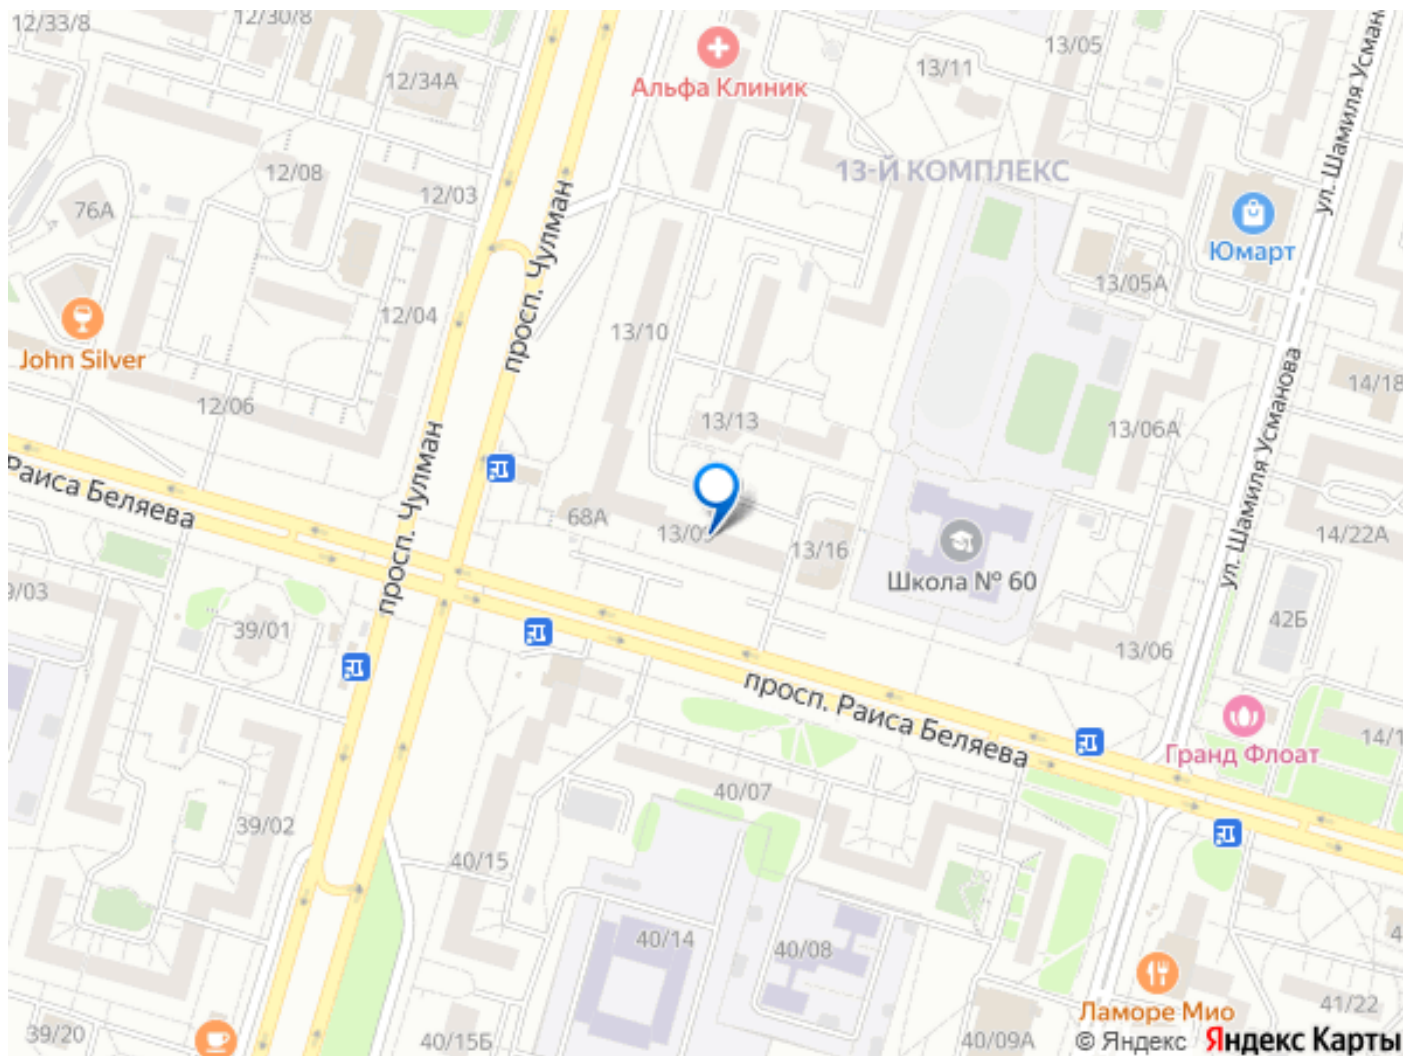 12/33/8
12/30/8
12/34А
Альфа Клиник
13/05
13/11
ул. Шамиля Усман
13-Й КОМПЛЕКС
12/08
12/03
76А
просп. Чулман
Юмарт
13/05А
12/04
13/10
John Silver
ул. Шамиля Усманова
14/18
12/06
13/13
13/06А
просп. Чулман
Раиса Беляева
68А
13/0
13/16
14/22А
Школа № 60
9/03
39/01
42Б
13/06
просп. Раиса Беляева
14/1
Гранд Флоат
40/07
39/02
40/15
40/14
40/08
Ламоре Мио
41/22
39/20
40/15Б
40/09А
© Яндекс Яндекс Карты